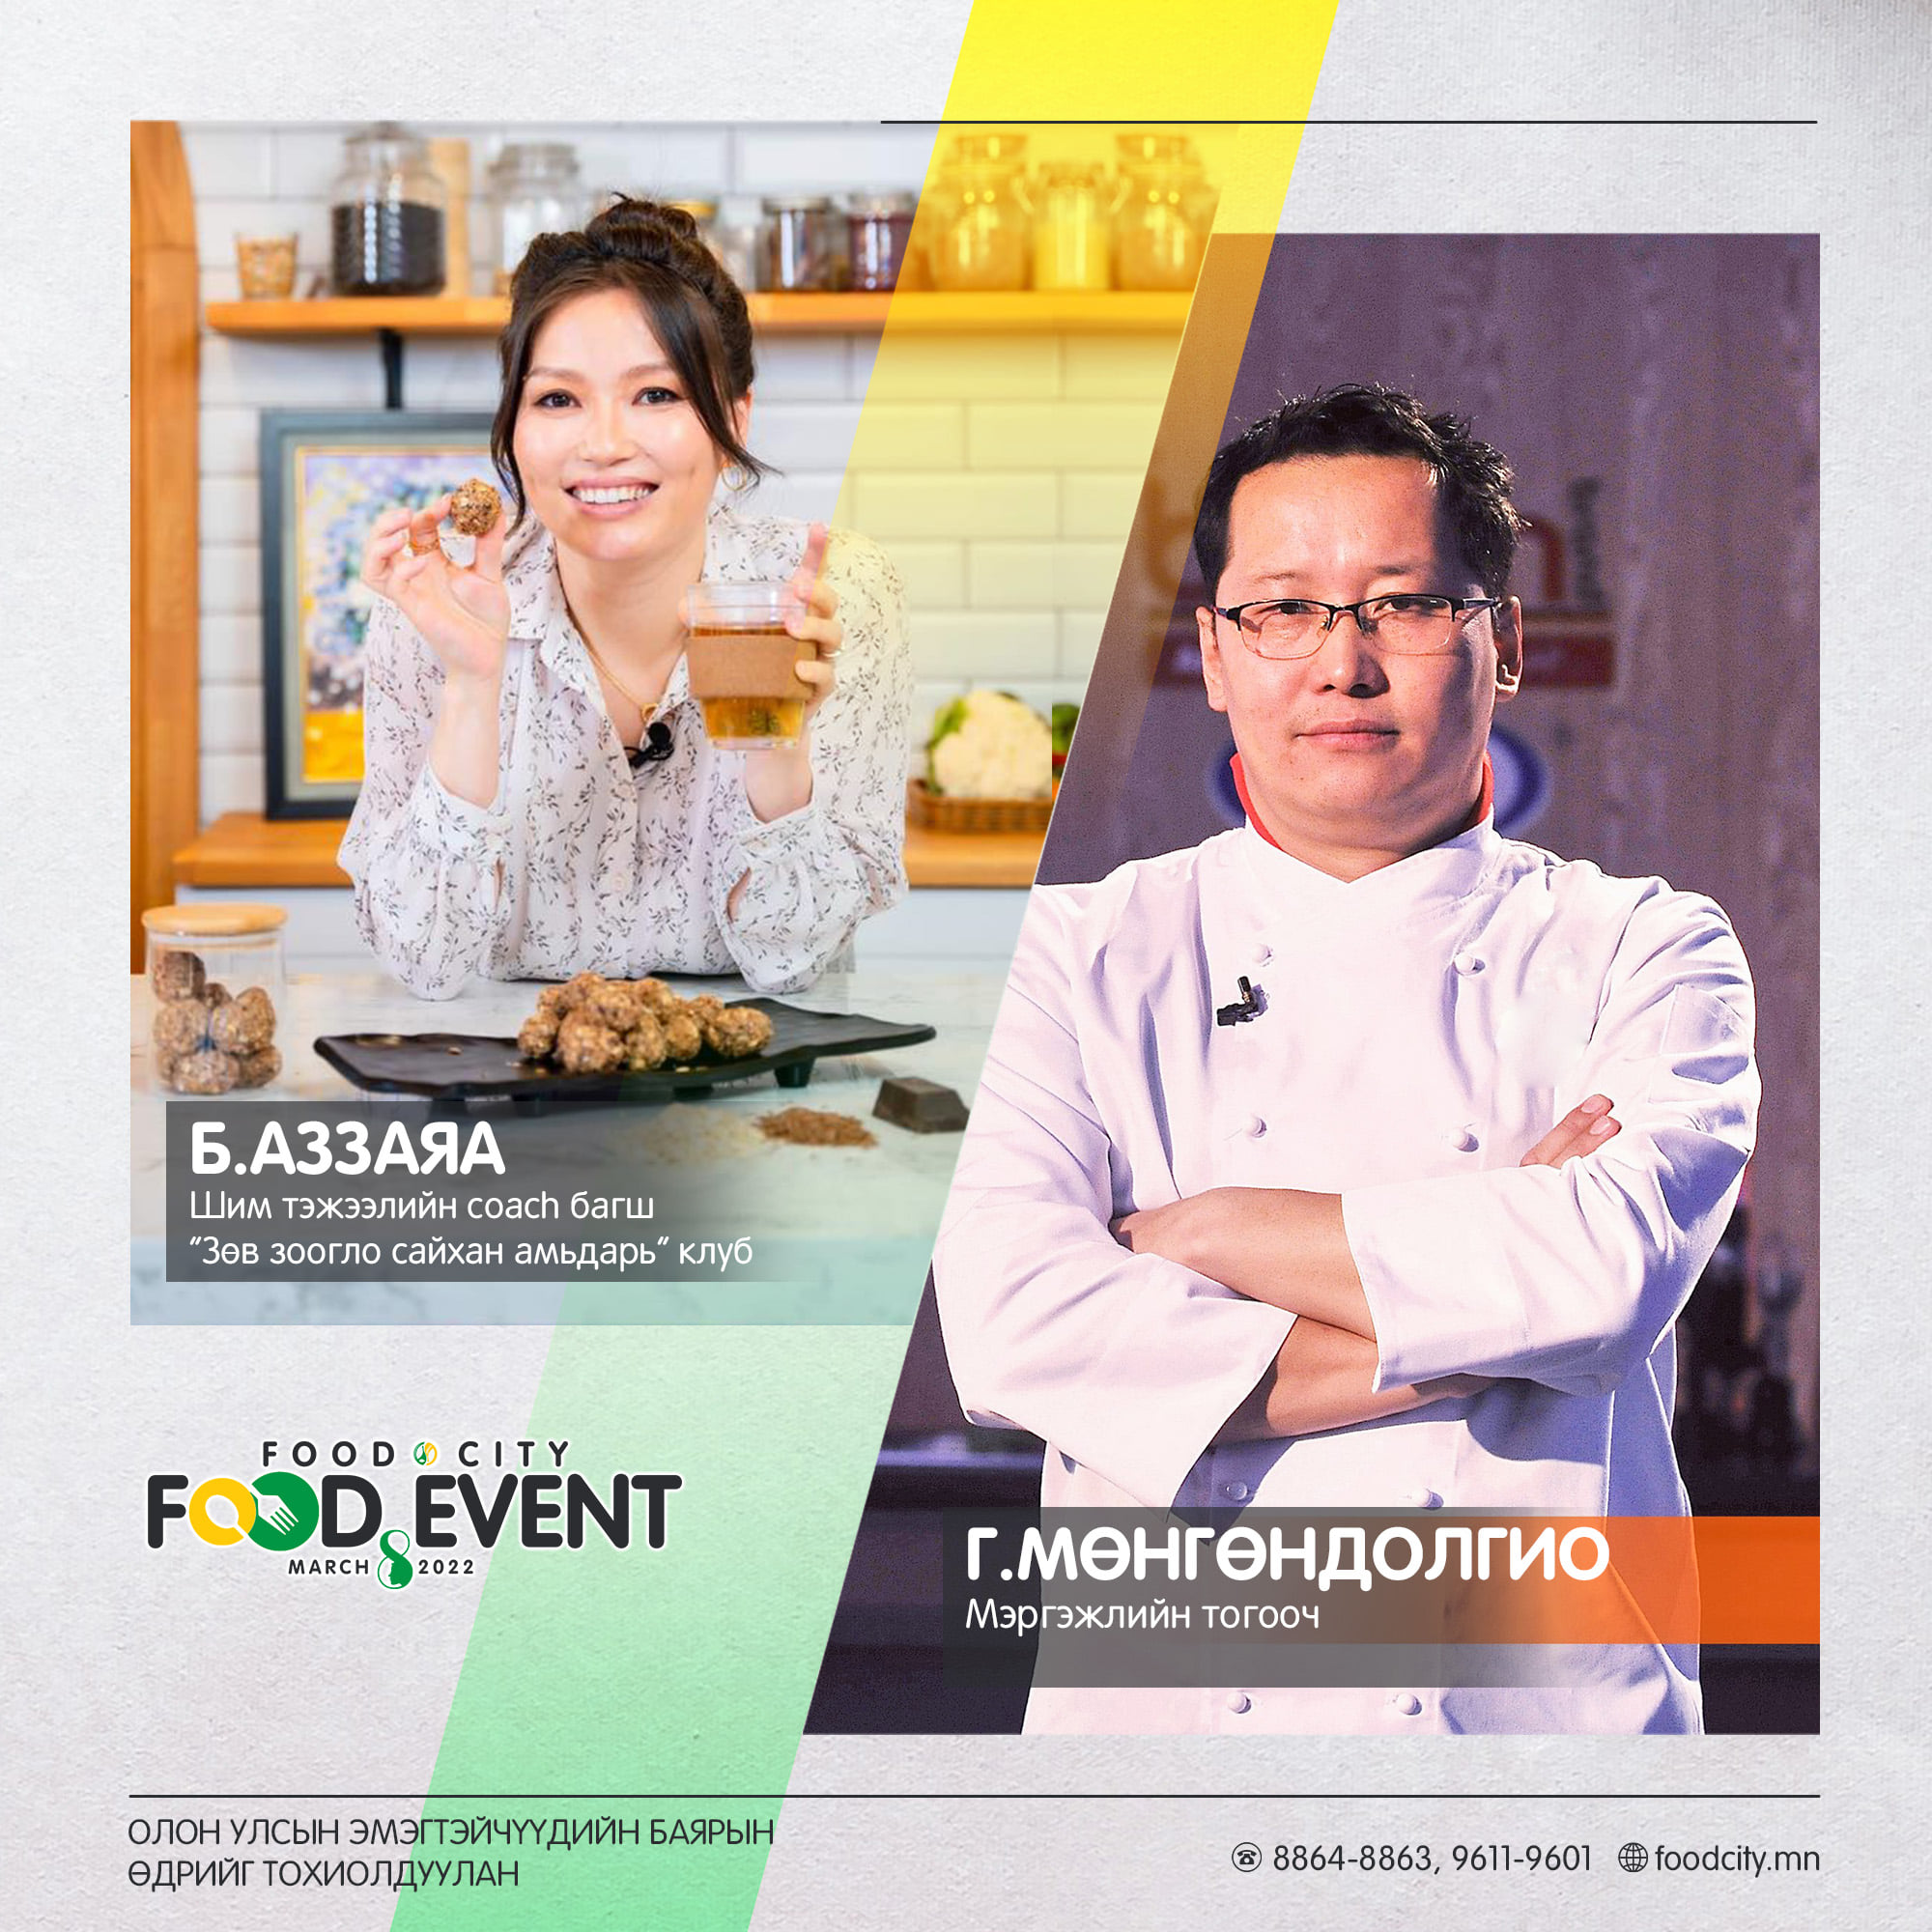 Б.АЗЗАЯА
Шим тэжээлийн coach багш
"Зөв зоогло сайхан амьдарь" клуб
FOOD CITY
FOOD EVENT
MARCH 8 2022
Г.МӨНГӨНДОЛГИО
Мэргэжлийн тогооч
ОЛОН УЛСЫН ЭМЭГТЭЙЧҮҮДИЙН БАЯРЫН
ӨДРИЙГ ТОХИОЛДУУЛАН
8864-8863, 9611-9601 foodcity.mn